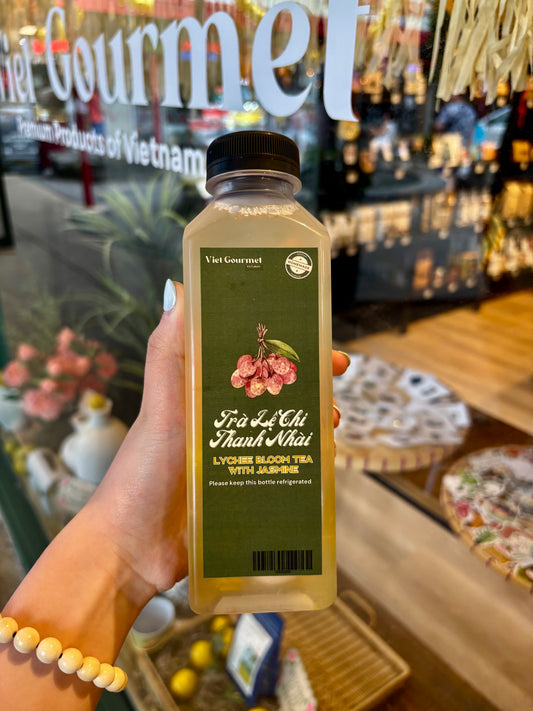 Viet Gourmet
Premium Products of Vietnam
Viet Gourmet
Trà Lệ Chi
Thanh Nhài
LYCHEE BLOOM TEA
WITH JASMINE
Please keep this bottle refrigerated